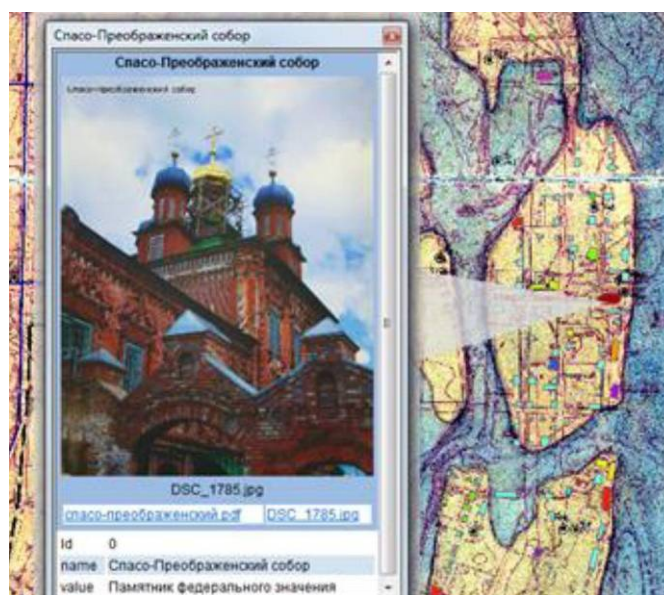 Спасо-Преображенский собор
Спасо-Преображенский собор
Спасо-преображенский собор
DSC_1785.jpg
спасо-преображенский.pdf DSC_1785.jpg
Id 0
name Спасо-Преображенский собор
value Памятник федерального значения